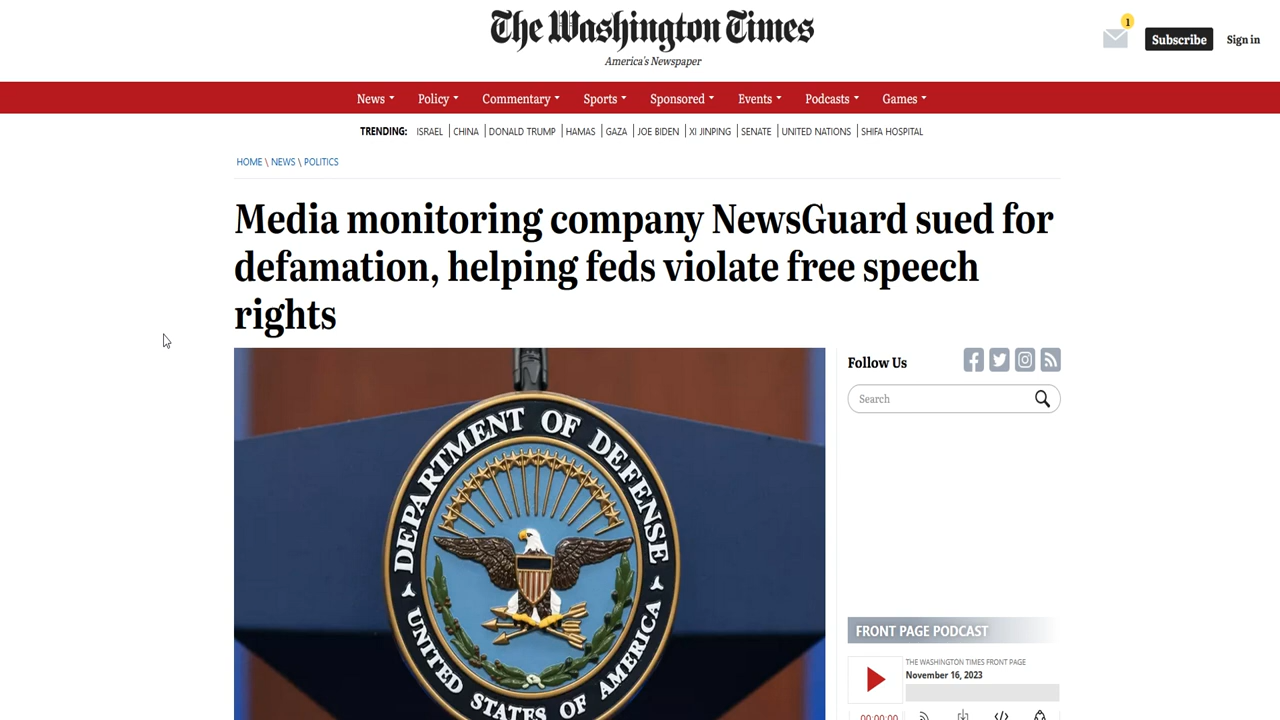 The Washington Times
America's Newspaper
1
Subscribe
Sign in
News
Policy
Commentary
Sports
Sponsored
Events
Podcasts
Games
TRENDING: ISRAEL CHINA DONALD TRUMP HAMAS GAZA JOE BIDEN XI JINPING SENATE UNITED NATIONS SHIFA HOSPITAL
HOME \ NEWS \ POLITICS
Media monitoring company NewsGuard sued for
defamation, helping feds violate free speech
rights
DEPARTMENT OF DEFENSE
UNITED STATES OF AMERICA
Follow Us
Search
FRONT PAGE PODCAST
THE WASHINGTON TIMES FRONT PAGE
November 16, 2023
00:00:00